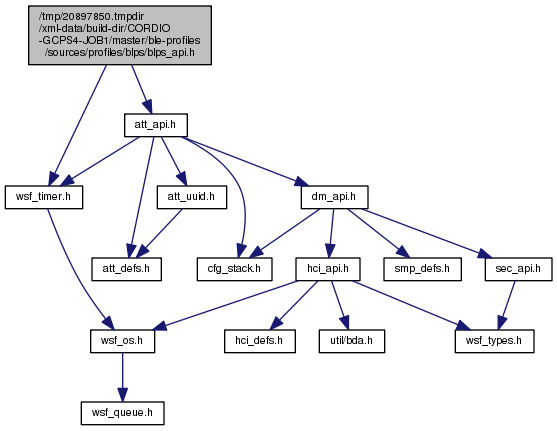 /tmp/20897850.tmpdir
/xml-data/build-dir/CORDIO
-GCPS4-JOB1/master/ble-profiles
/sources/profiles/blps/blps_api.h
att_api.h
wsf_timer.h
att_uuid.h
dm_api.h
att_defs.h
cfg_stack.h
hci_api.h
smp_defs.h
sec_api.h
wsf_os.h
hci_defs.h
util/bda.h
wsf_types.h
wsf_queue.h